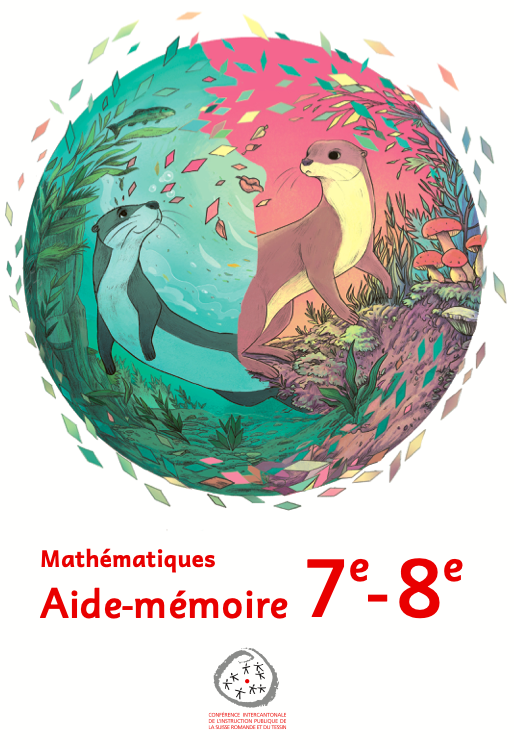 Mathématiques
Aide-mémoire 7e-8e
CONFÉRENCE INTERCANTONALE
DE L'INSTRUCTION PUBLIQUE DE
LA SUISSE ROMANDE ET DU TESSIN